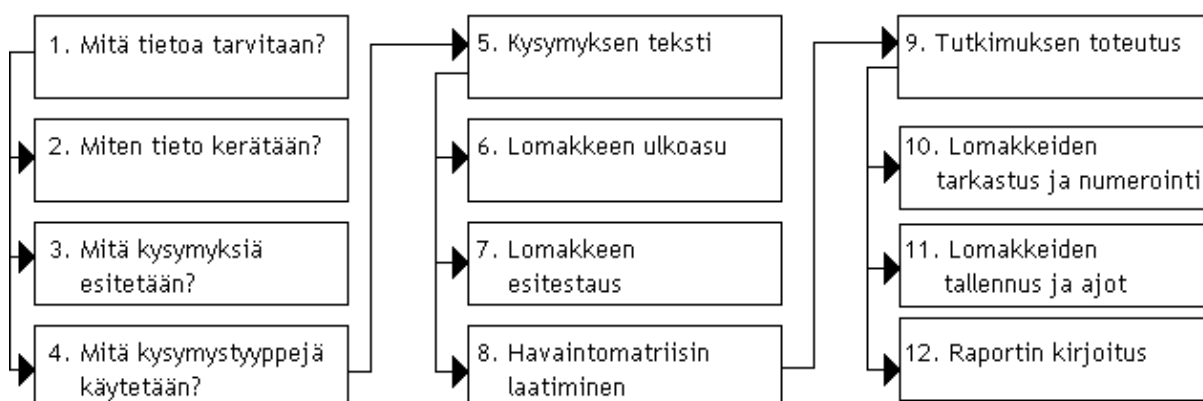 1. Mitä tietoa tarvitaan?
2. Miten tieto kerätään?
3. Mitä kysymyksiä
esitetään?
4. Mitä kysymystyyppejä
käytetään?
5. Kysymyksen teksti
6. Lomakkeen ulkoasu
7. Lomakkeen
esitestaus
8. Havaintomatriisin
laatiminen
9. Tutkimuksen toteutus
10. Lomakkeiden
tarkastus ja numerointi
11. Lomakkeiden
tallennus ja ajot
12. Raportin kirjoitus